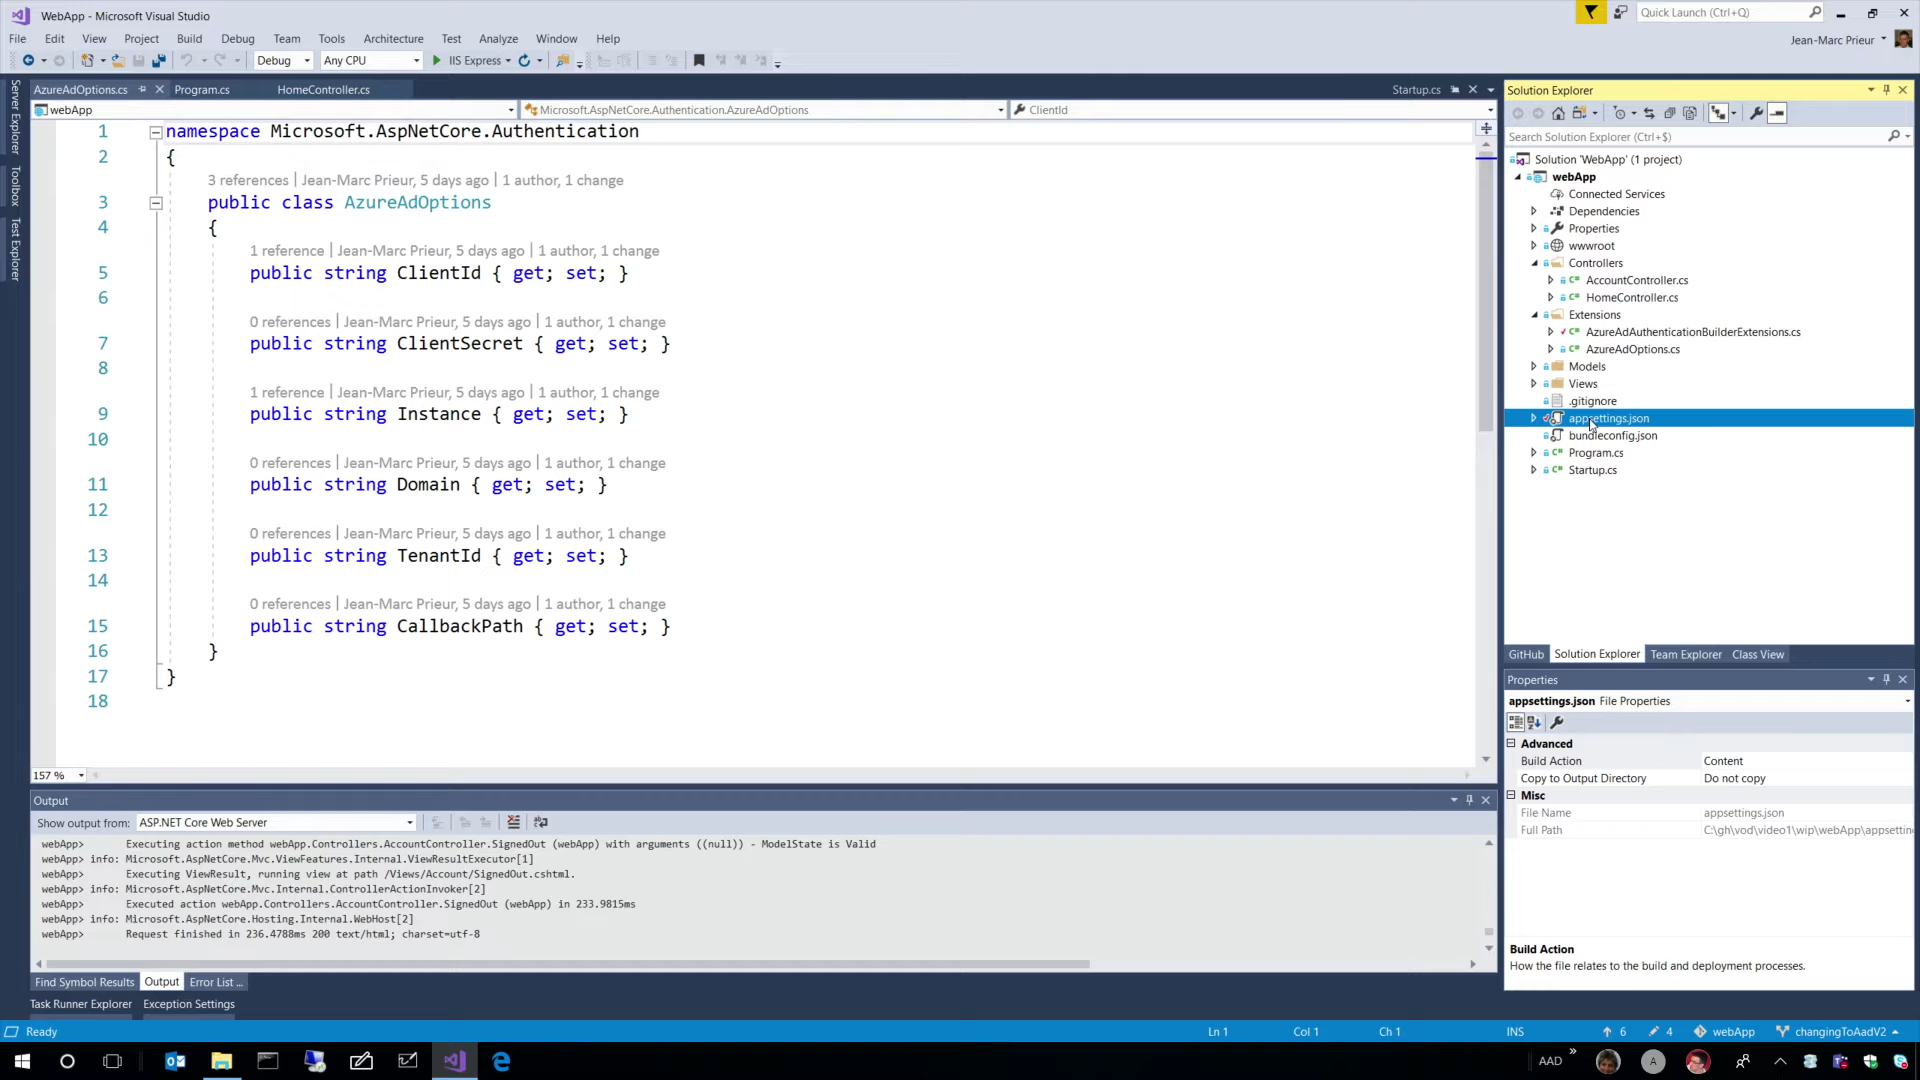 WebApp - Microsoft Visual Studio
Quick Launch (Ctrl+Q)
File Edit View Project Build Debug Team Tools Architecture Test Analyze Window Help
Jean-Marc Prieur
Debug Any CPU IIS Express
Server Explorer
Toolbox
Test Explorer
AzureAdOptions.cs Program.cs HomeController.cs Startup.cs
webApp Microsoft.AspNetCore.Authentication.AzureAdOptions ClientId
1 namespace Microsoft.AspNetCore.Authentication
2 {
3 references | Jean-Marc Prieur, 5 days ago | 1 author, 1 change
3 public class AzureAdOptions
4 {
1 reference | Jean-Marc Prieur, 5 days ago | 1 author, 1 change
5 public string ClientId { get; set; }
6
0 references | Jean-Marc Prieur, 5 days ago | 1 author, 1 change
7 public string ClientSecret { get; set; }
8
1 reference | Jean-Marc Prieur, 5 days ago | 1 author, 1 change
9 public string Instance { get; set; }
10
0 references | Jean-Marc Prieur, 5 days ago | 1 author, 1 change
11 public string Domain { get; set; }
12
0 references | Jean-Marc Prieur, 5 days ago | 1 author, 1 change
13 public string TenantId { get; set; }
14
0 references | Jean-Marc Prieur, 5 days ago | 1 author, 1 change
15 public string CallbackPath { get; set; }
16 }
17 }
18
157 %
Output
Show output from: ASP.NET Core Web Server
webApp> Executing action method webApp.Controllers.AccountController.SignedOut (webApp) with arguments ((null)) - ModelState is Valid
webApp> info: Microsoft.AspNetCore.Mvc.ViewFeatures.Internal.ViewResultExecutor[1]
webApp> Executing ViewResult, running view at path /Views/Account/SignedOut.cshtml.
webApp> info: Microsoft.AspNetCore.Mvc.Internal.ControllerActionInvoker[2]
webApp> Executed action webApp.Controllers.AccountController.SignedOut (webApp) in 233.9815ms
webApp> info: Microsoft.AspNetCore.Hosting.Internal.WebHost[2]
webApp> Request finished in 236.4788ms 200 text/html; charset=utf-8
Find Symbol Results Output Error List ...
Task Runner Explorer Exception Settings
Solution Explorer
Search Solution Explorer (Ctrl+$)
Solution 'WebApp' (1 project)
webApp
Connected Services
Dependencies
Properties
wwwroot
Controllers
AccountController.cs
HomeController.cs
Extensions
AzureAdAuthenticationBuilderExtensions.cs
AzureAdOptions.cs
Models
Views
.gitignore
appsettings.json
bundleconfig.json
Program.cs
Startup.cs
GitHub Solution Explorer Team Explorer Class View
Properties
appsettings.json File Properties
Advanced
Build Action Content
Copy to Output Directory Do not copy
Misc
File Name appsettings.json
Full Path C:\gh\vod\video1\wip\webApp\appsettin
Build Action
How the file relates to the build and deployment processes.
Ready Ln 1 Col 1 Ch 1 INS 6 4 webApp changingToAadV2
AAD A